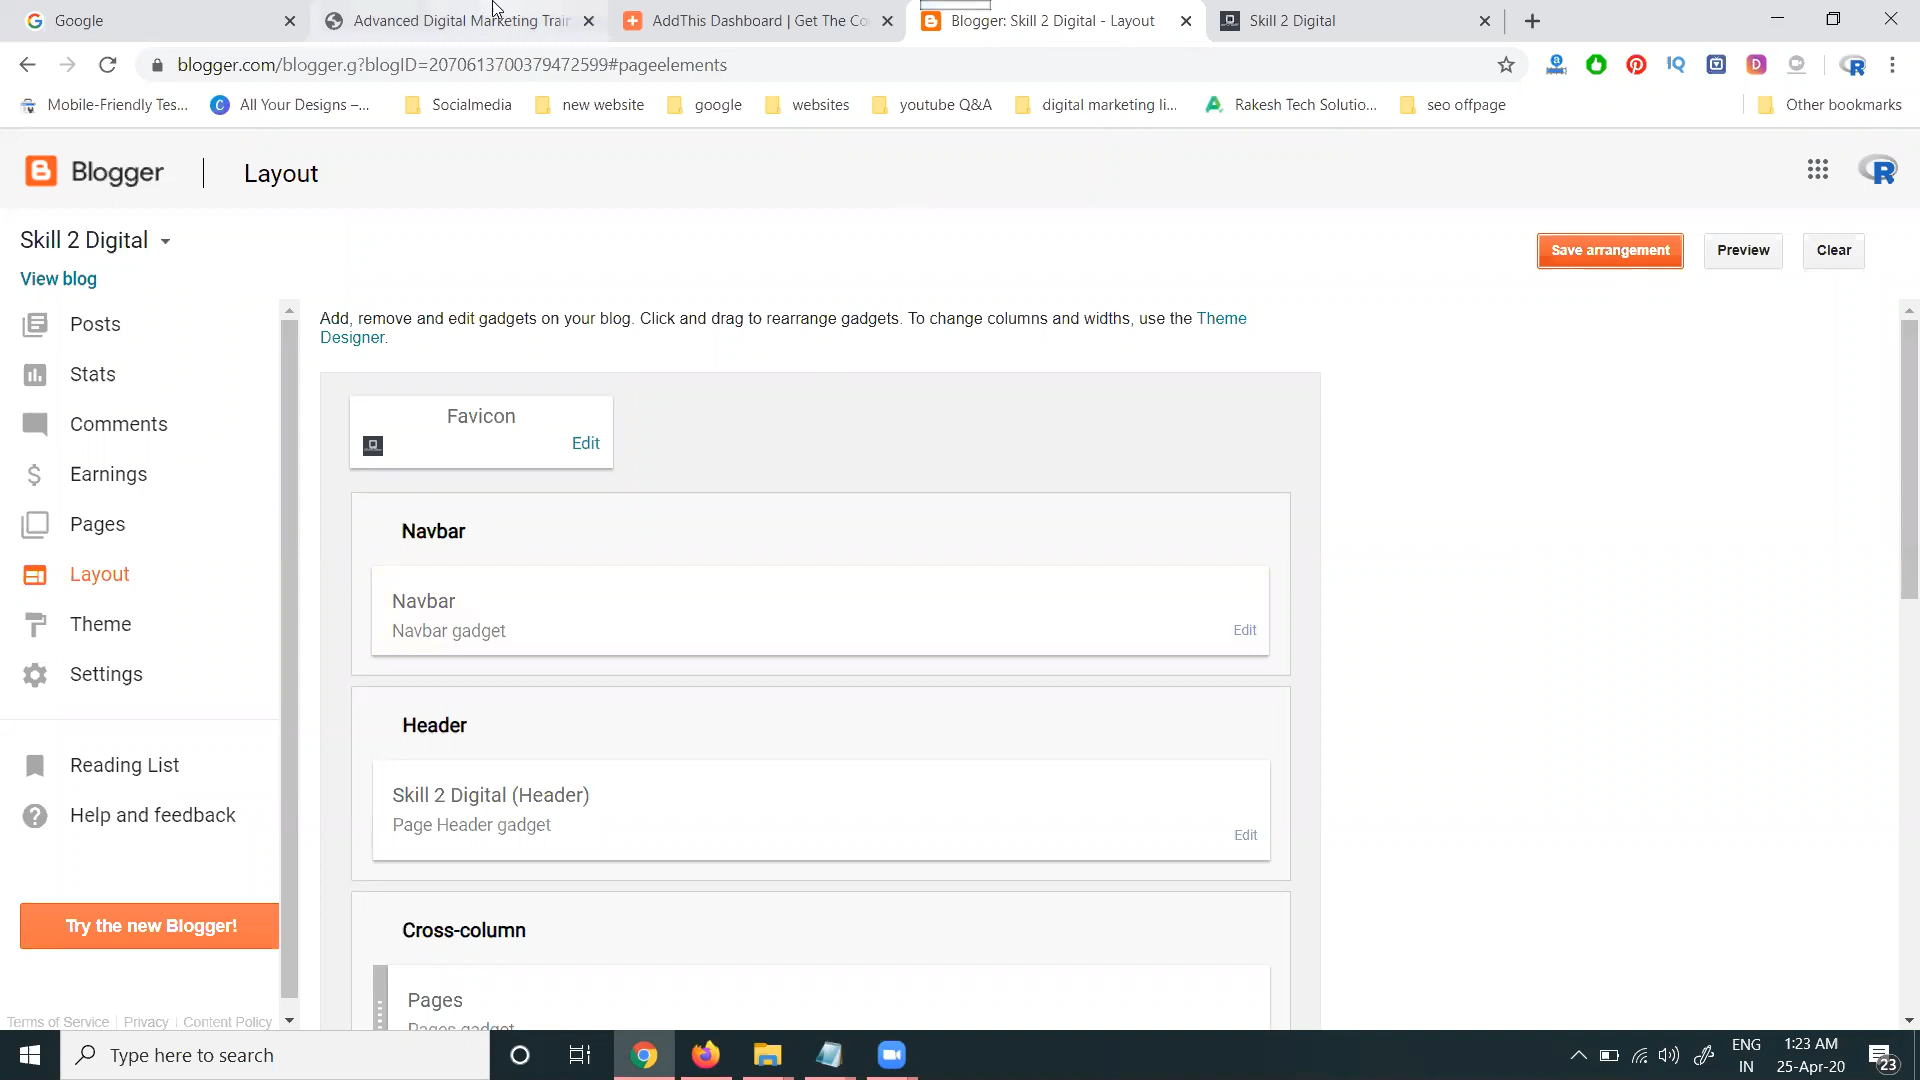 Google
Advanced Digital Marketing Trair
AddThis Dashboard | Get The Co
Blogger: Skill 2 Digital - Layout
Skill 2 Digital
blogger.com/blogger.g?blogID=2070613700379472599#pageelements
Mobile-Friendly Tes...
All Your Designs –...
Socialmedia
new website
google
websites
youtube Q&A
digital marketing li...
Rakesh Tech Solutio...
seo offpage
Other bookmarks
Blogger
Layout
Skill 2 Digital
View blog
Save arrangement
Preview
Clear
Posts
Stats
Comments
Earnings
Pages
Layout
Theme
Settings
Reading List
Help and feedback
Try the new Blogger!
Terms of Service | Privacy | Content Policy
Add, remove and edit gadgets on your blog. Click and drag to rearrange gadgets. To change columns and widths, use the Theme
Designer.
Favicon
Edit
Navbar
Navbar
Navbar gadget
Edit
Header
Skill 2 Digital (Header)
Page Header gadget
Edit
Cross-column
Pages
Pages gadget
Type here to search
ENG
IN
1:23 AM
25-Apr-20
23